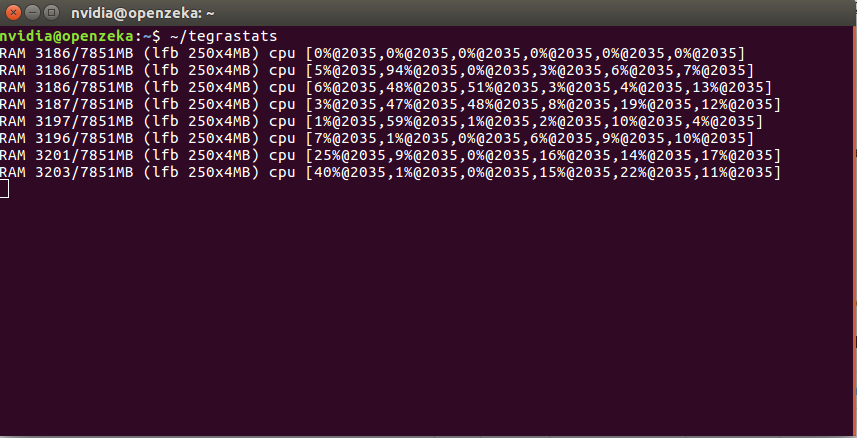 nvidia@openzeka: ~
nvidia@openzeka:~$ ~/tegrastats
RAM 3186/7851MB (lfb 250x4MB) cpu [0%@2035,0%@2035,0%@2035,0%@2035,0%@2035,0%@2035]
RAM 3186/7851MB (lfb 250x4MB) cpu [5%@2035,94%@2035,0%@2035,3%@2035,6%@2035,7%@2035]
RAM 3186/7851MB (lfb 250x4MB) cpu [6%@2035,48%@2035,51%@2035,3%@2035,4%@2035,13%@2035]
RAM 3187/7851MB (lfb 250x4MB) cpu [3%@2035,47%@2035,48%@2035,8%@2035,19%@2035,12%@2035]
RAM 3197/7851MB (lfb 250x4MB) cpu [1%@2035,59%@2035,1%@2035,2%@2035,10%@2035,4%@2035]
RAM 3196/7851MB (lfb 250x4MB) cpu [7%@2035,1%@2035,0%@2035,6%@2035,9%@2035,10%@2035]
RAM 3201/7851MB (lfb 250x4MB) cpu [25%@2035,9%@2035,0%@2035,16%@2035,14%@2035,17%@2035]
RAM 3203/7851MB (lfb 250x4MB) cpu [40%@2035,1%@2035,0%@2035,15%@2035,22%@2035,11%@2035]